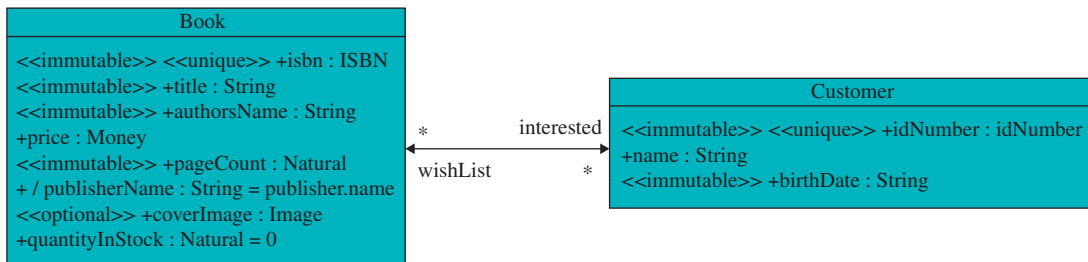 Book
<<immutable>> <<unique>> +isbn : ISBN
<<immutable>> +title : String
<<immutable>> +authorsName : String
+price : Money
<<immutable>> +pageCount : Natural
+ / publisherName : String = publisher.name
<<optional>> +coverImage : Image
+quantityInStock : Natural = 0
* interested
wishList *
Customer
<<immutable>> <<unique>> +idNumber : idNumber
+name : String
<<immutable>> +birthDate : String